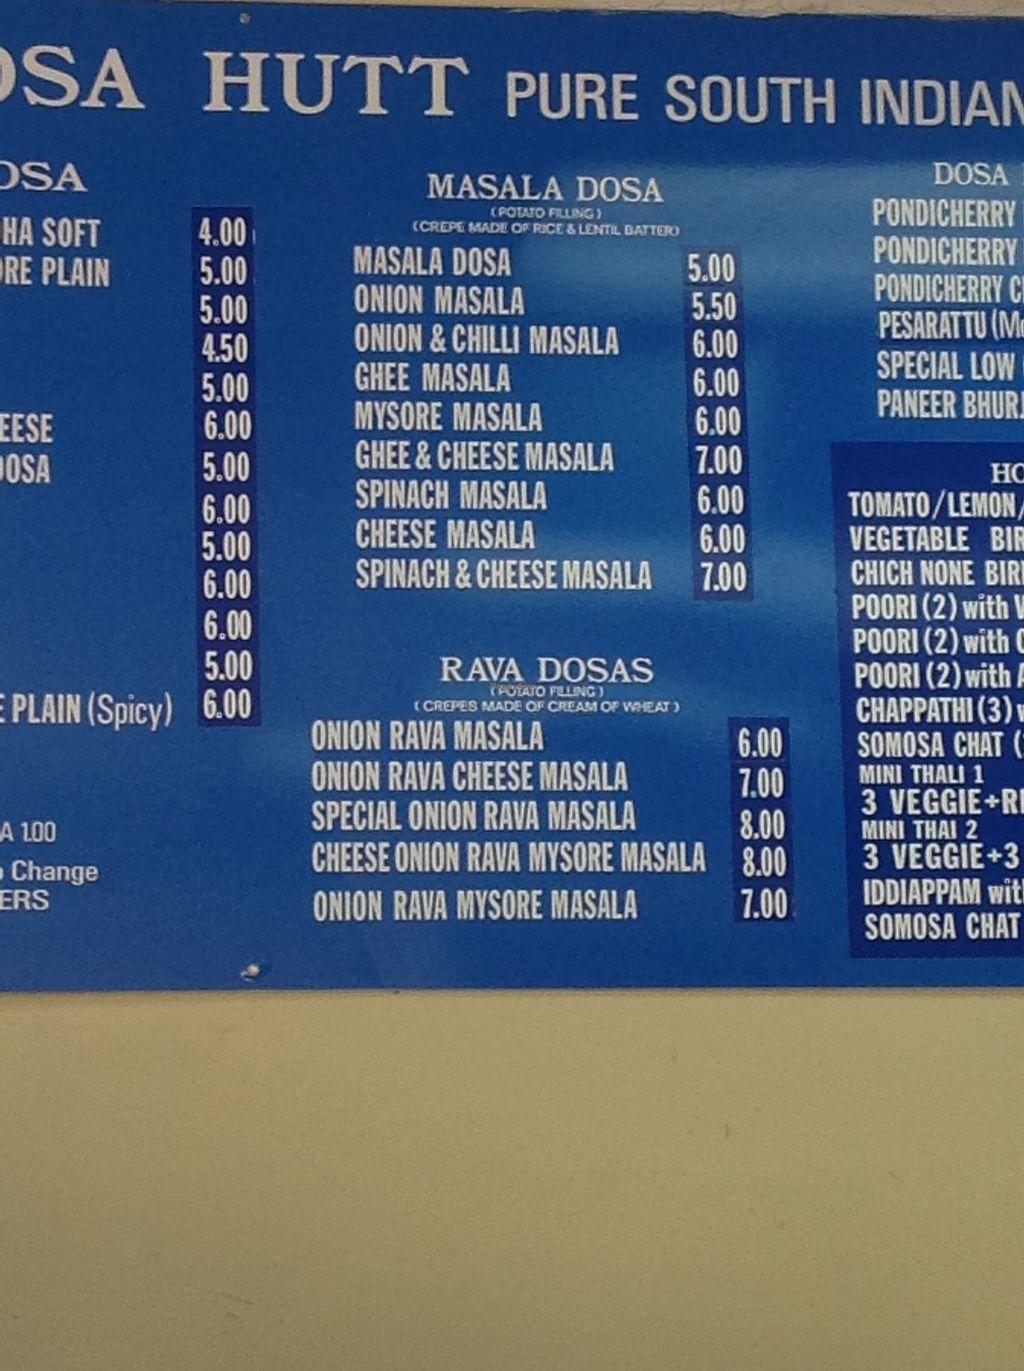 OSA HUTT PURE SOUTH INDIAN
OSA
HA SOFT 4.00
ORE PLAIN 5.00
5.00
4.50
5.00
EESE 6.00
DOSA 5.00
6.00
5.00
6.00
6.00
5.00
E PLAIN (Spicy) 6.00
A 1.00
Change
ERS
MASALA DOSA
(POTATO FILLING)
(CREPE MADE OF RICE & LENTIL BATTER)
MASALA DOSA 5.00
ONION MASALA 5.50
ONION & CHILLI MASALA 6.00
GHEE MASALA 6.00
MYSORE MASALA 6.00
GHEE & CHEESE MASALA 7.00
SPINACH MASALA 6.00
CHEESE MASALA 6.00
SPINACH & CHEESE MASALA 7.00
RAVA DOSAS
(POTATO FILLING)
(CREPES MADE OF CREAM OF WHEAT)
ONION RAVA MASALA 6.00
ONION RAVA CHEESE MASALA 7.00
SPECIAL ONION RAVA MASALA 8.00
CHEESE ONION RAVA MYSORE MASALA 8.00
ONION RAVA MYSORE MASALA 7.00
DOSA
PONDICHERRY
PONDICHERRY
PONDICHERRY C
PESARATTU (Mo
SPECIAL LOW
PANEER BHURJ
HO
TOMATO/LEMON/
VEGETABLE BIR
CHICH NONE BIRI
POORI (2) with V
POORI (2) with C
POORI (2) with A
CHAPPATHI (3) w
SOMOSA CHAT (
MINI THALI 1
3 VEGGIE+RI
MINI THAI 2
3 VEGGIE+3
IDDIAPPAM with
SOMOSA CHAT